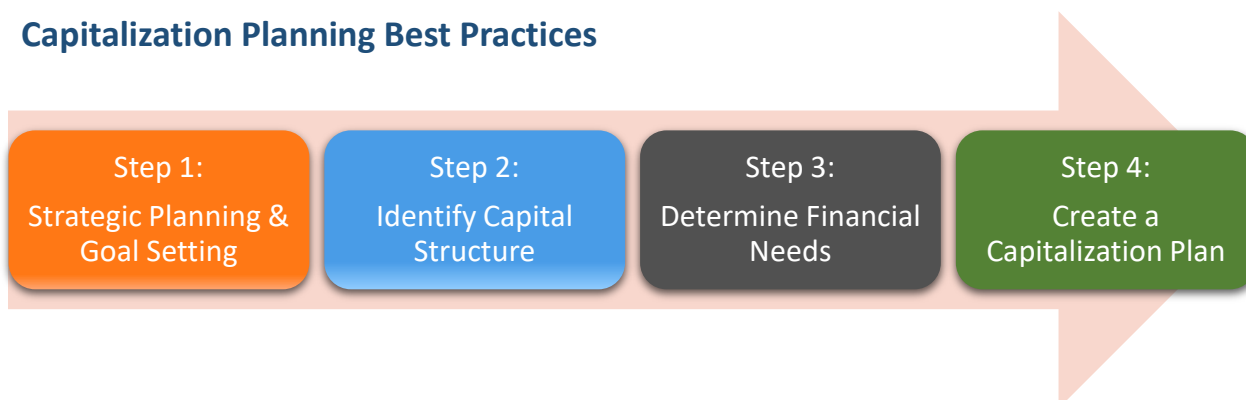 Capitalization Planning Best Practices
Step 1:
Strategic Planning &
Goal Setting
Step 2:
Identify Capital
Structure
Step 3:
Determine Financial
Needs
Step 4:
Create a
Capitalization Plan